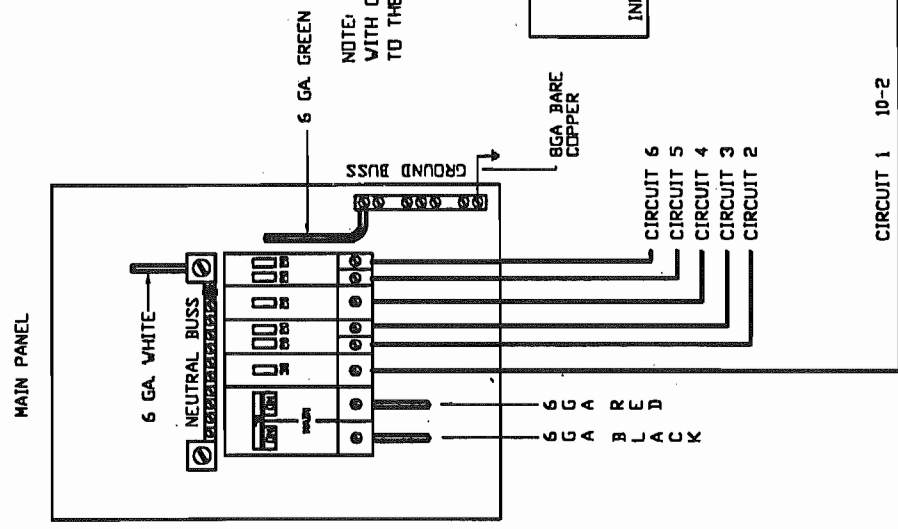 MAIN PANEL
6 GA. WHITE
NEUTRAL BUSS
6 GA. GREEN
NOTE:
WITH
TO THE
GROUND BUSS
8GA BARE
COPPER
MAIN
CIRCUIT 6
CIRCUIT 5
CIRCUIT 4
CIRCUIT 3
CIRCUIT 2
6GA RED
6GA BLACK
CIRCUIT 1 10-2